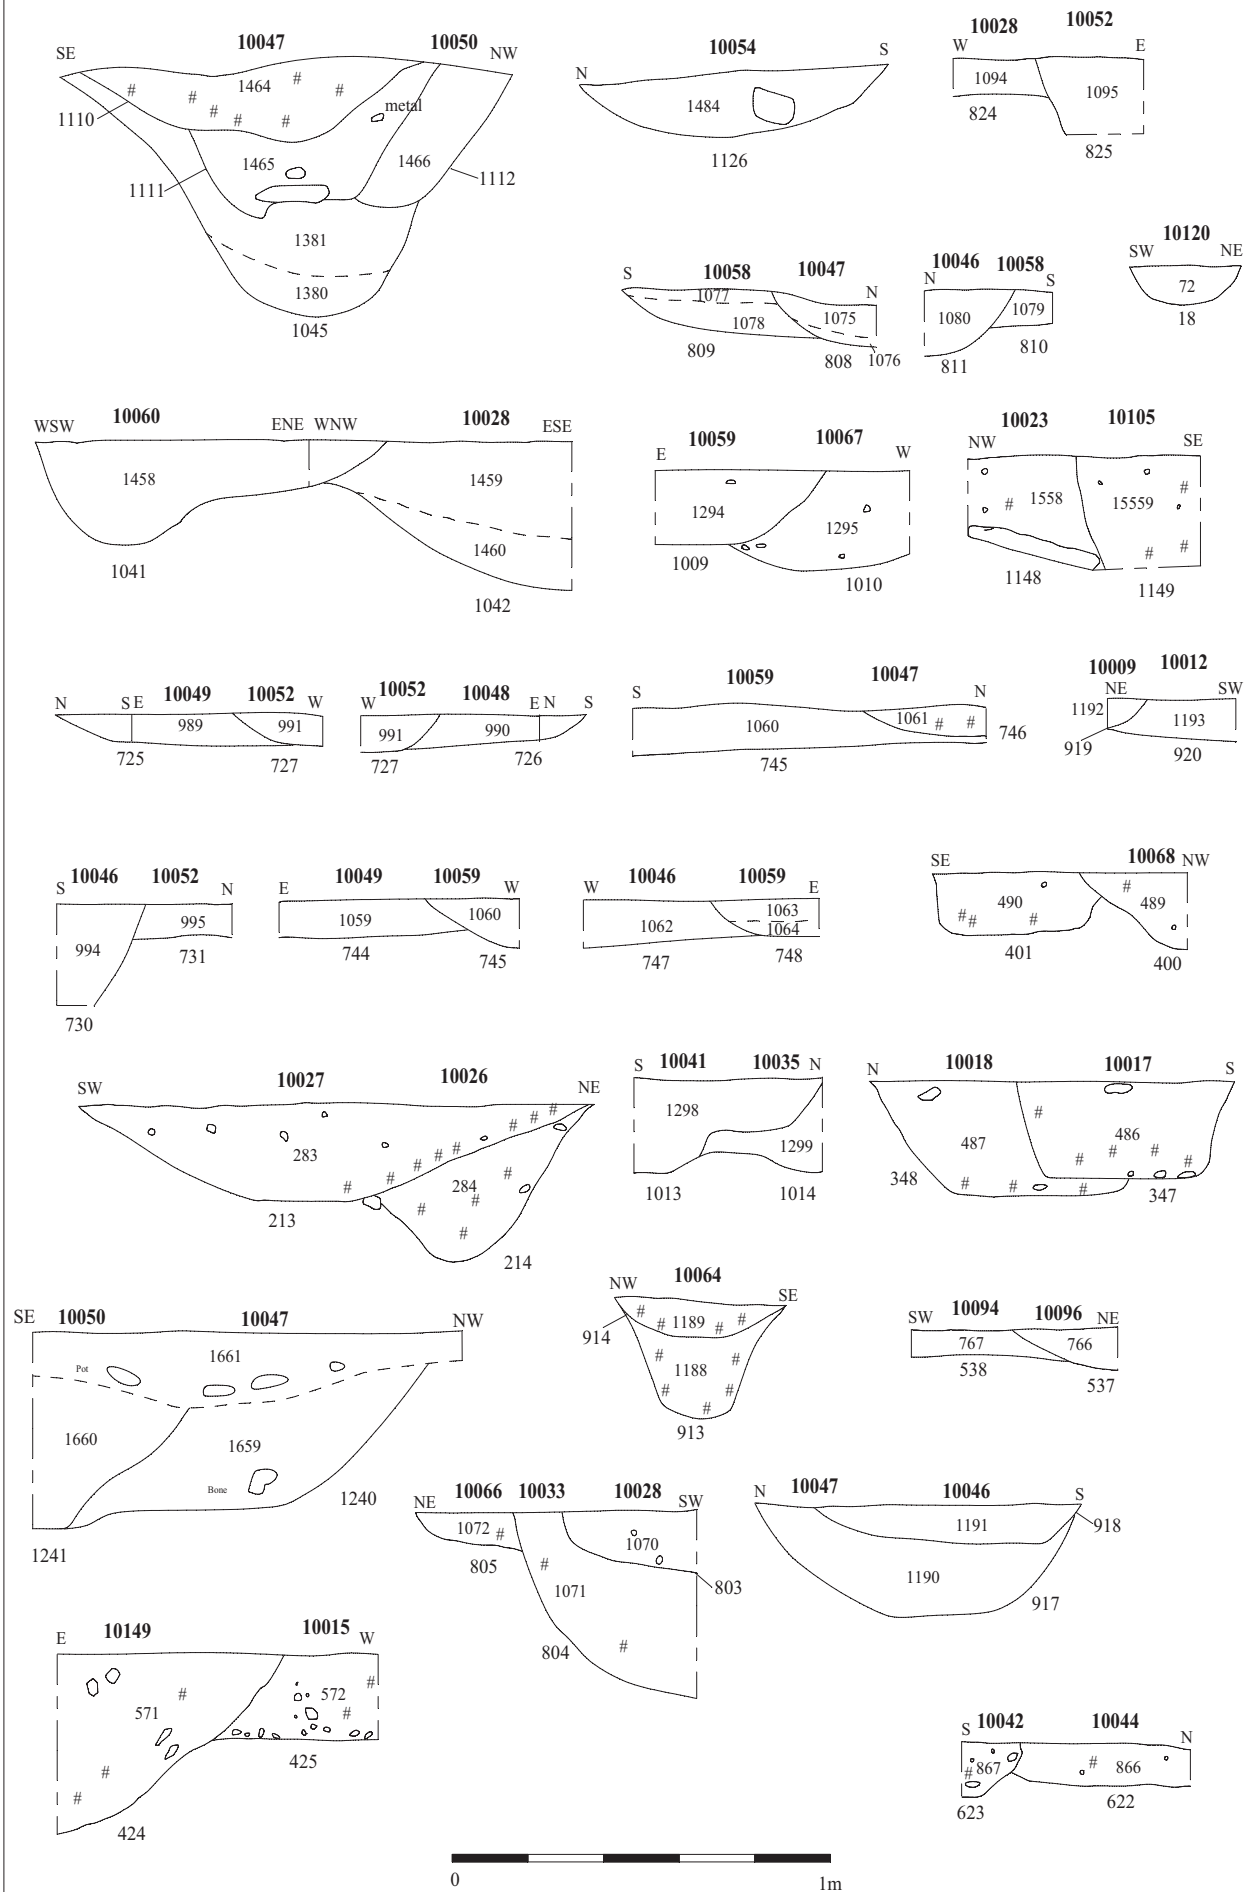 SE 10047 10050 NW
1464 # # # # # # #
metal
1110
1465
1466
1111
1112
1381
1380
1045
10054
N S
1484
1126
10028 10052
W E
1094
1095
824
825
10120
SW NE
72
18
S 10058 10047 N
1077
1078 1075
809 808 1076
10046 10058
N S
1080 1079
811 810
WSW 10060 ENE WNW 10028 ESE
1458 1459
1460
1041
1042
E 10059 10067 W
1294
1295
1009 1010
10023 10105
NW SE
# 1558 15559 # # #
1148 1149
N S E 10049 10052 W
989 991
725 727
W 10052 10048 E N S
991 990
727 726
10059 10047
S N
1060 1061 # # 746
745
10009 10012
NE SW
1192 1193
919 920
10046 10052
S N
995
994 731
730
E 10049 10059 W
1059 1060
744 745
W 10046 10059 E
1062 1063
1064
747 748
SE 10068 NW
490 # 489
# # #
401 400
SW 10027 10026 NE
283 # # # # # # # # #
284 # # # #
213
214
S 10041 10035 N
1298
1299
1013 1014
N 10018 10017 S
# 486
487 # # # #
# # #
348 347
NW 10064 SE
# # 1189 # #
914
# 1188 #
# # #
913
SW 10094 10096 NE
767 766
538 537
SE 10050 10047 NW
1661
Pot
1660 1659
Bone
1240
1241
NE 10066 10033 10028 SW
1072 # 1070
# 1071
805 803
804 #
N 10047 10046 S
1191 918
1190
917
E 10149 10015 W
# 572 #
571 #
# #
425
424
S 10042 10044 N
# 867 # 866
623 622
0 1m